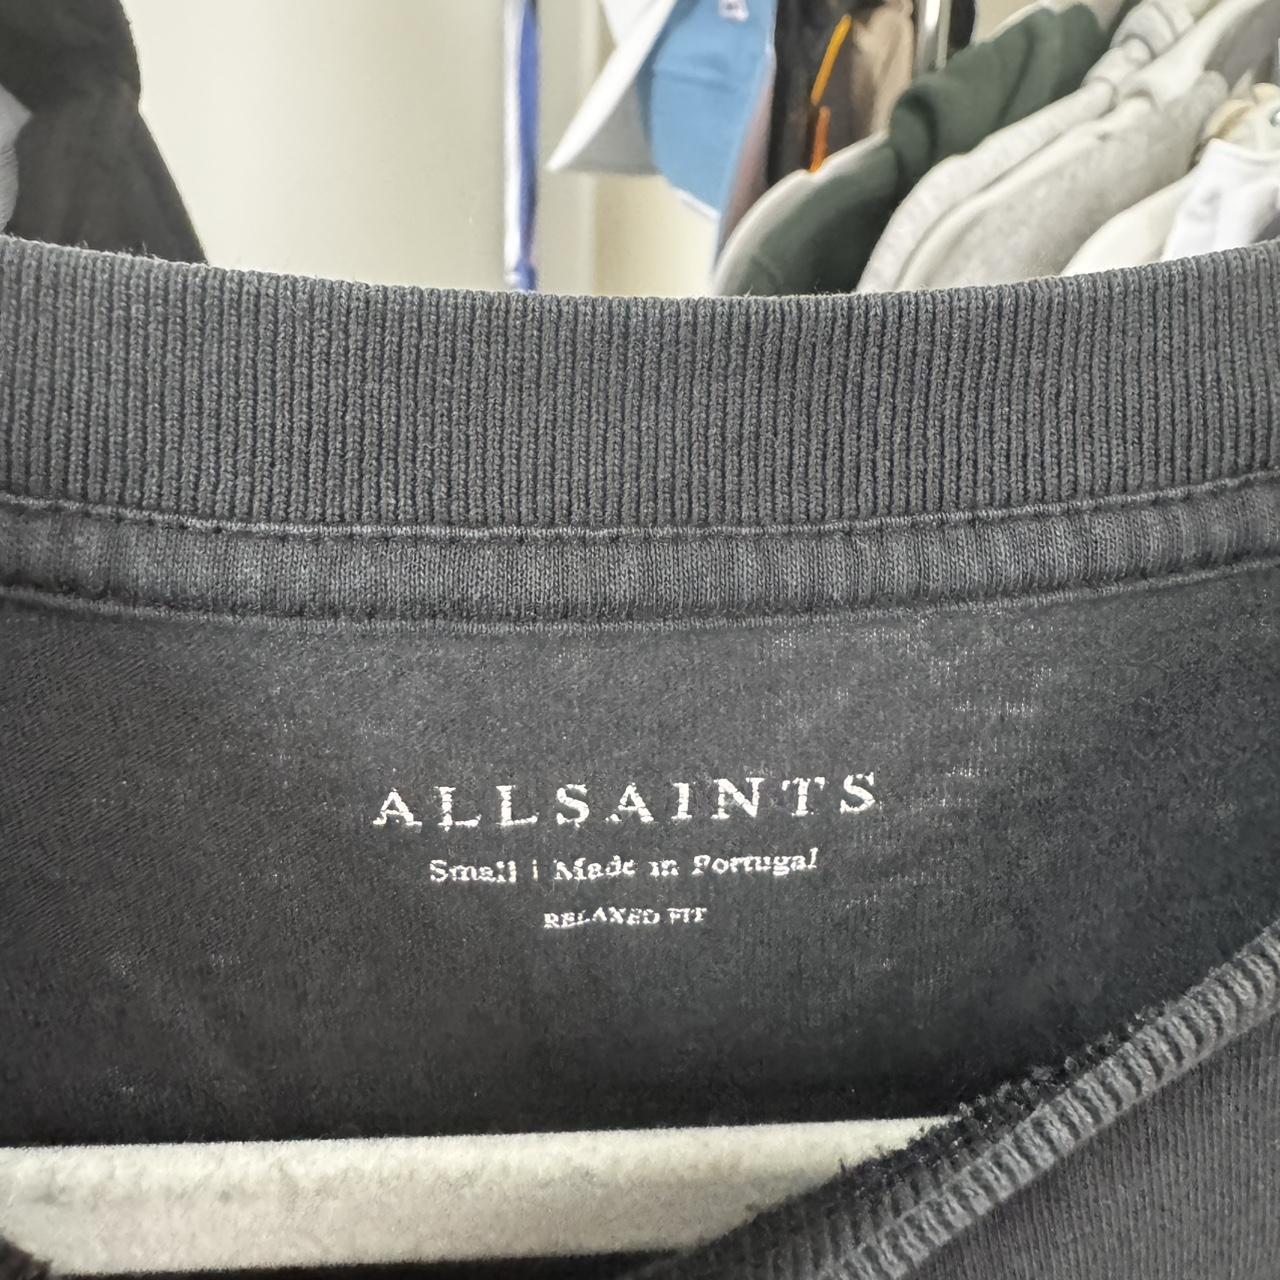 ALLSAINTS
Small | Made in Portugal
RELAXED FIT